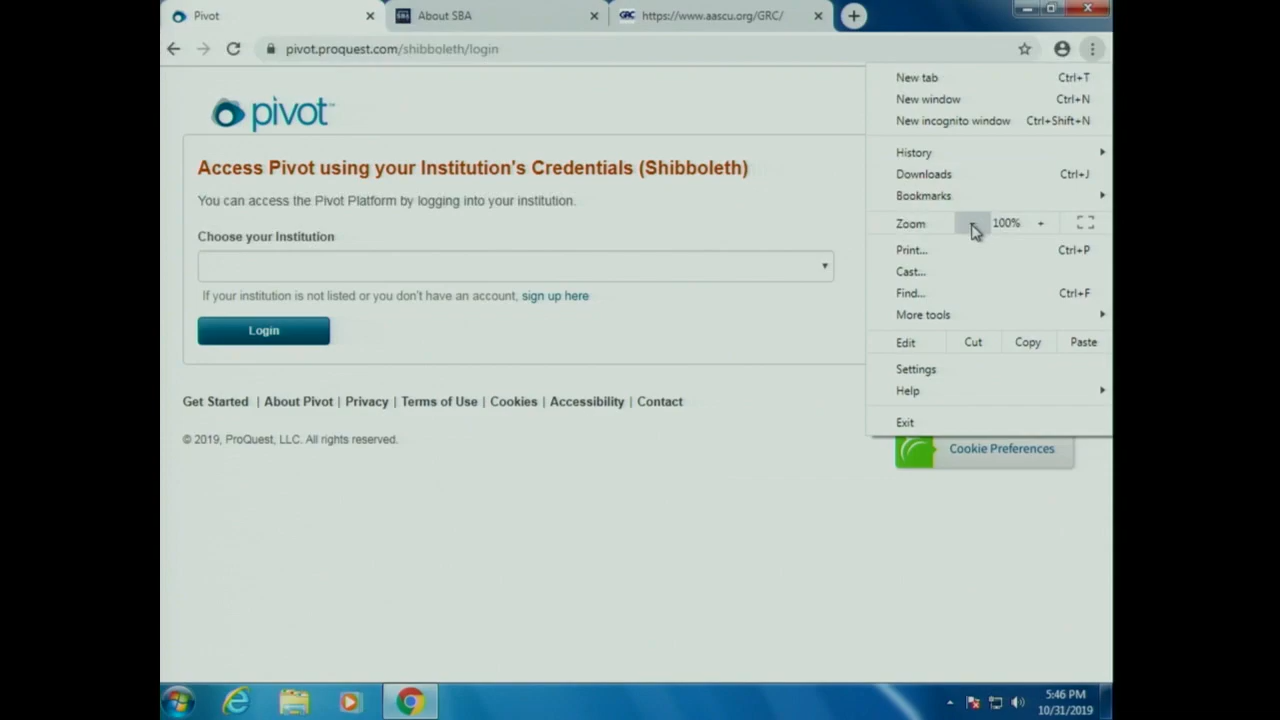 Pivot
About SBA
GRC https://www.aascu.org/GRC/
pivot.proquest.com/shibboleth/login
New tab Ctrl+T
New window Ctrl+N
New incognito window Ctrl+Shift+N
History
Downloads Ctrl+J
Bookmarks
Zoom - 100% +
Print... Ctrl+P
Cast...
Find... Ctrl+F
More tools
Edit Cut Copy Paste
Settings
Help
Exit
pivot™
Access Pivot using your Institution's Credentials (Shibboleth)
You can access the Pivot Platform by logging into your institution.
Choose your Institution
If your institution is not listed or you don't have an account, sign up here
Login
Get Started | About Pivot | Privacy | Terms of Use | Cookies | Accessibility | Contact
© 2019, ProQuest, LLC. All rights reserved.
Cookie Preferences
5:46 PM
10/31/2019